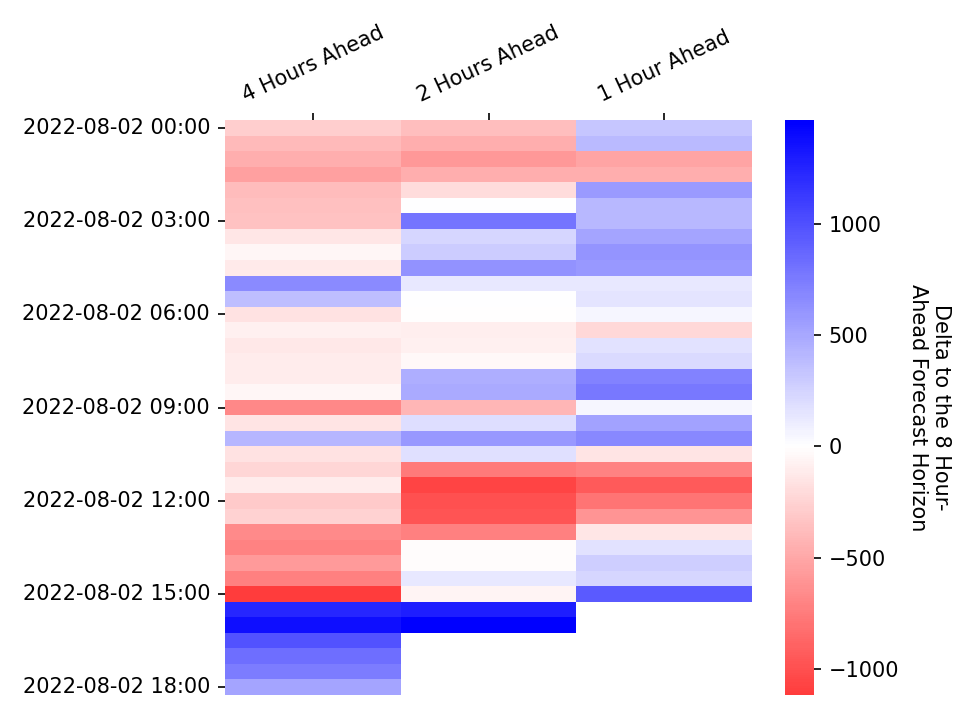 4 Hours Ahead
2 Hours Ahead
1 Hour Ahead
2022-08-02 00:00
2022-08-02 03:00
2022-08-02 06:00
2022-08-02 09:00
2022-08-02 12:00
2022-08-02 15:00
2022-08-02 18:00
1000
500
0
−500
−1000
Delta to the 8 Hour-
Ahead Forecast Horizon